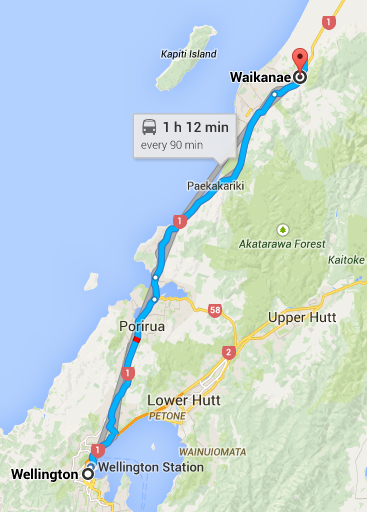 1
Kapiti Island
Waikanae
1 h 12 min
every 90 min
Paekakariki
1
Akatarawa Forest
Kaitoke
58
Upper Hutt
Porirua
2
1
Lower Hutt
PETONE
1
WAINUIOMATA
Wellington Station
Wellington